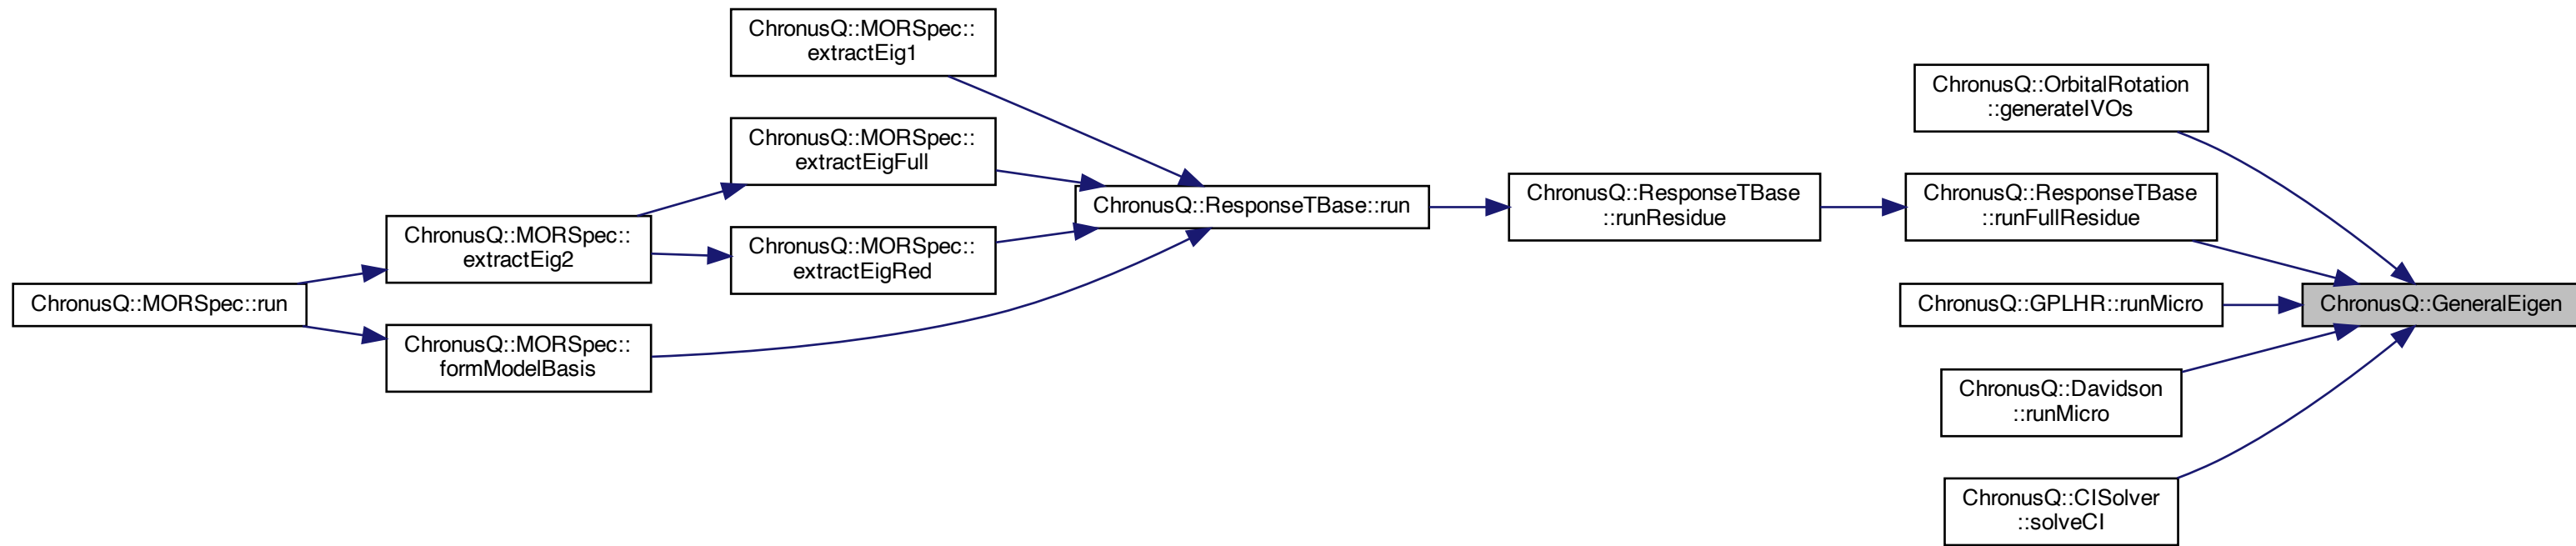 ChronusQ::MORSpec::run
ChronusQ::MORSpec::
extractEig2
ChronusQ::MORSpec::
formModelBasis
ChronusQ::MORSpec::
extractEig1
ChronusQ::MORSpec::
extractEigFull
ChronusQ::MORSpec::
extractEigRed
ChronusQ::ResponseTBase::run
ChronusQ::ResponseTBase
::runResidue
ChronusQ::OrbitalRotation
::generateIVOs
ChronusQ::ResponseTBase
::runFullResidue
ChronusQ::GPLHR::runMicro
ChronusQ::Davidson
::runMicro
ChronusQ::CISolver
::solveCI
ChronusQ::GeneralEigen